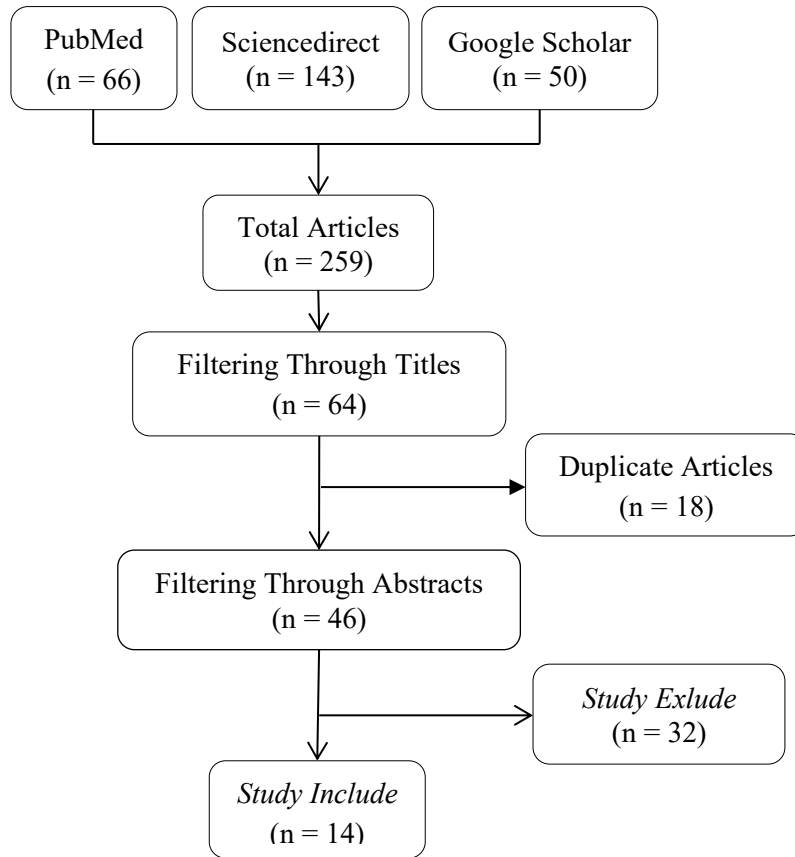 PubMed
(n = 66)
Sciencedirect
(n = 143)
Google Scholar
(n = 50)
Total Articles
(n = 259)
Filtering Through Titles
(n = 64)
Duplicate Articles
(n = 18)
Filtering Through Abstracts
(n = 46)
Study Exlude
(n = 32)
Study Include
(n = 14)